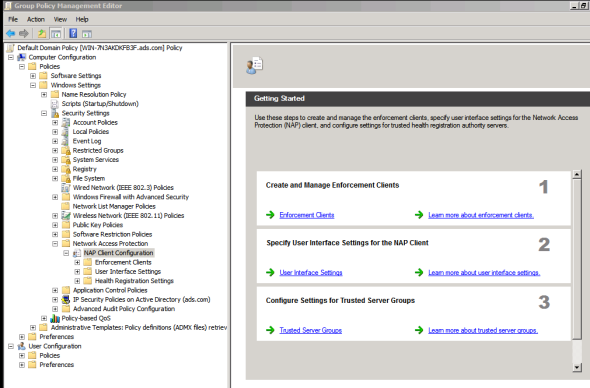 Group Policy Management Editor
File Action View Help
Default Domain Policy [WIN-7N3AKDKFB3F.ads.com] Policy
Computer Configuration
Policies
Software Settings
Windows Settings
Name Resolution Policy
Scripts (Startup/Shutdown)
Security Settings
Account Policies
Local Policies
Event Log
Restricted Groups
System Services
Registry
File System
Wired Network (IEEE 802.3) Policies
Windows Firewall with Advanced Security
Network List Manager Policies
Wireless Network (IEEE 802.11) Policies
Public Key Policies
Software Restriction Policies
Network Access Protection
NAP Client Configuration
Enforcement Clients
User Interface Settings
Health Registration Settings
Application Control Policies
IP Security Policies on Active Directory (ads.com)
Advanced Audit Policy Configuration
Policy-based QoS
Administrative Templates: Policy definitions (ADMX files) retriev
Preferences
User Configuration
Policies
Preferences
Getting Started
Use these steps to create and manage the enforcement clients, specify user interface settings for the Network Access
Protection (NAP) client, and configure settings for trusted health registration authority servers.
Create and Manage Enforcement Clients 1
Enforcement Clients Learn more about enforcement clients.
Specify User Interface Settings for the NAP Client 2
User Interface Settings Learn more about user interface settings.
Configure Settings for Trusted Server Groups 3
Trusted Server Groups Learn more about trusted server groups.